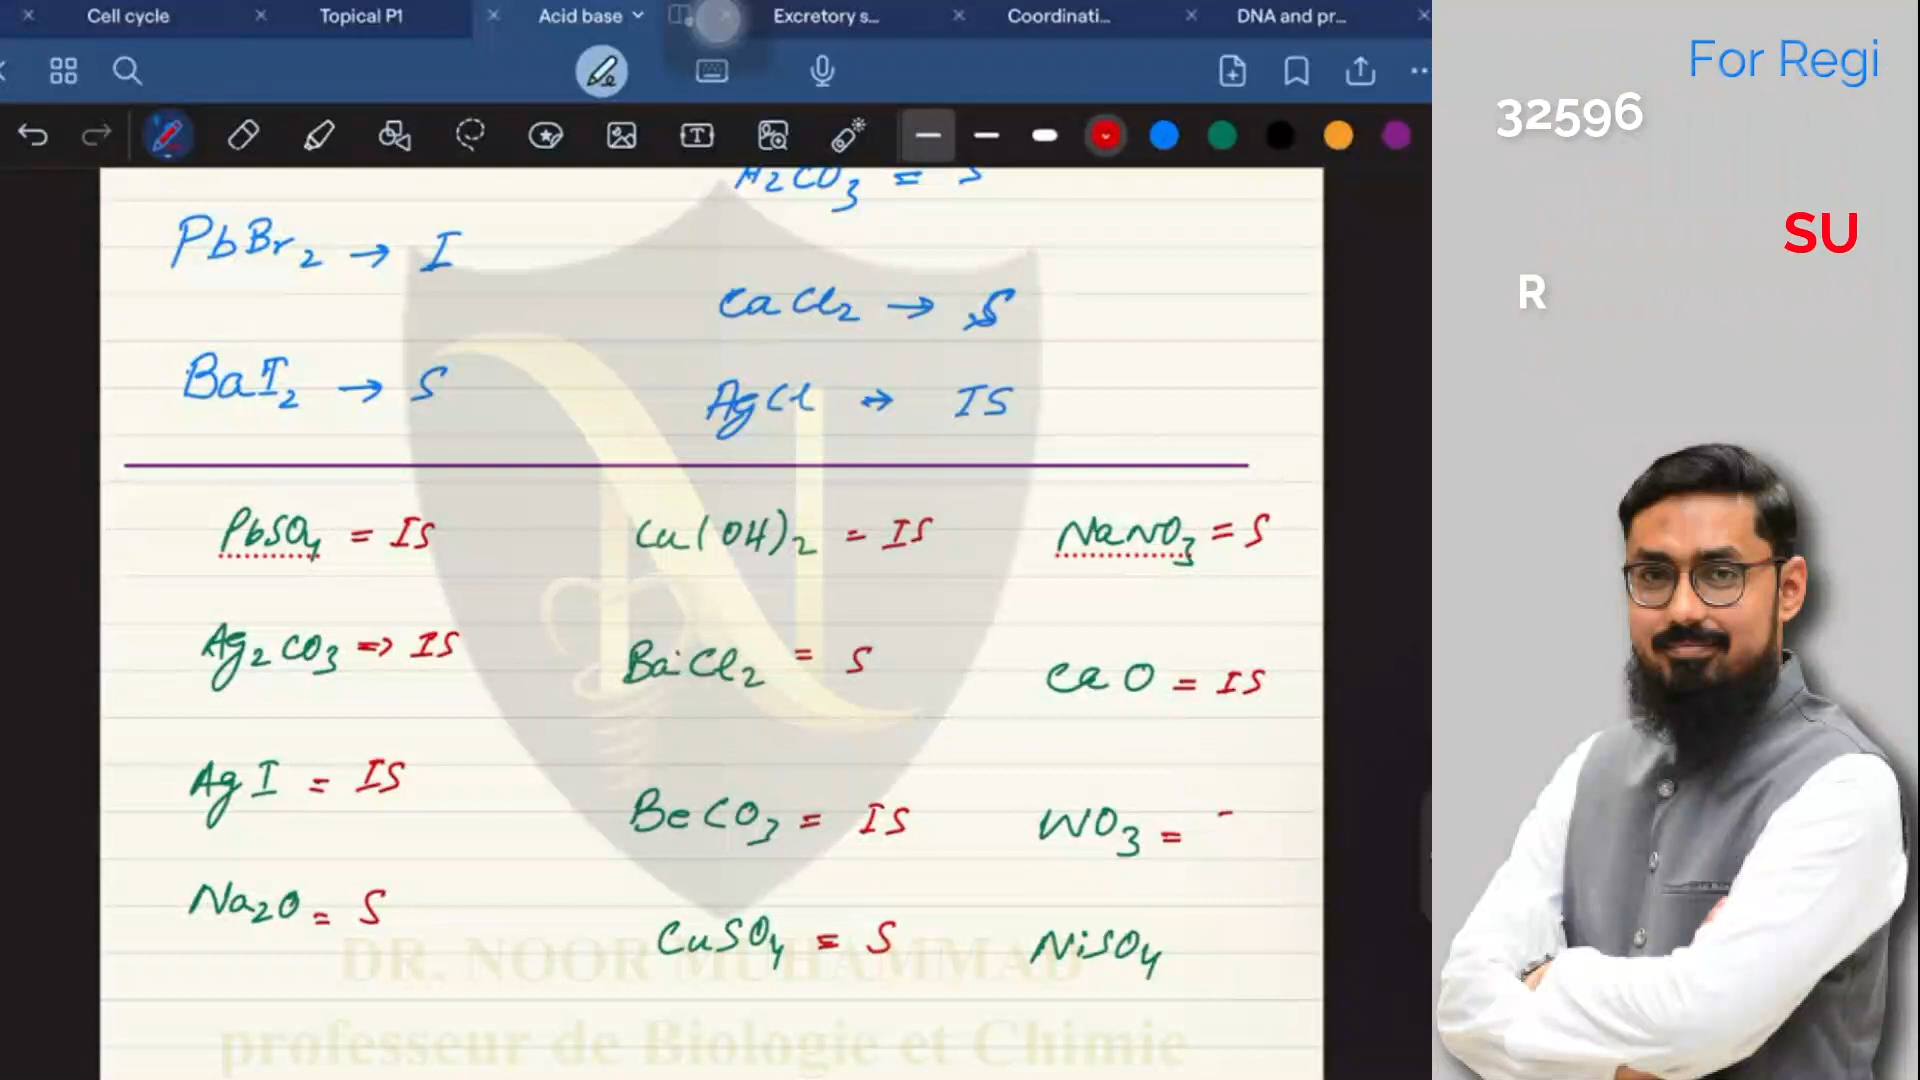 Cell cycle Topical P1 Acid base Excretory s... Coordinati... DNA and pr...
For Regi
32596
SU
R
H2CO3 = S
PbBr2 → I
CaCl2 → S
BaI2 → S
AgCl → IS
PbSO4 = IS Cu(OH)2 = IS NaNO3 = S
Ag2CO3 => IS BaCl2 = S CaO = IS
AgI = IS BeCO3 = IS WO3 =
Na2O = S CuSO4 = S NiSO4
DR. NOOR MUHAMMAD
professeur de Biologie et Chimie